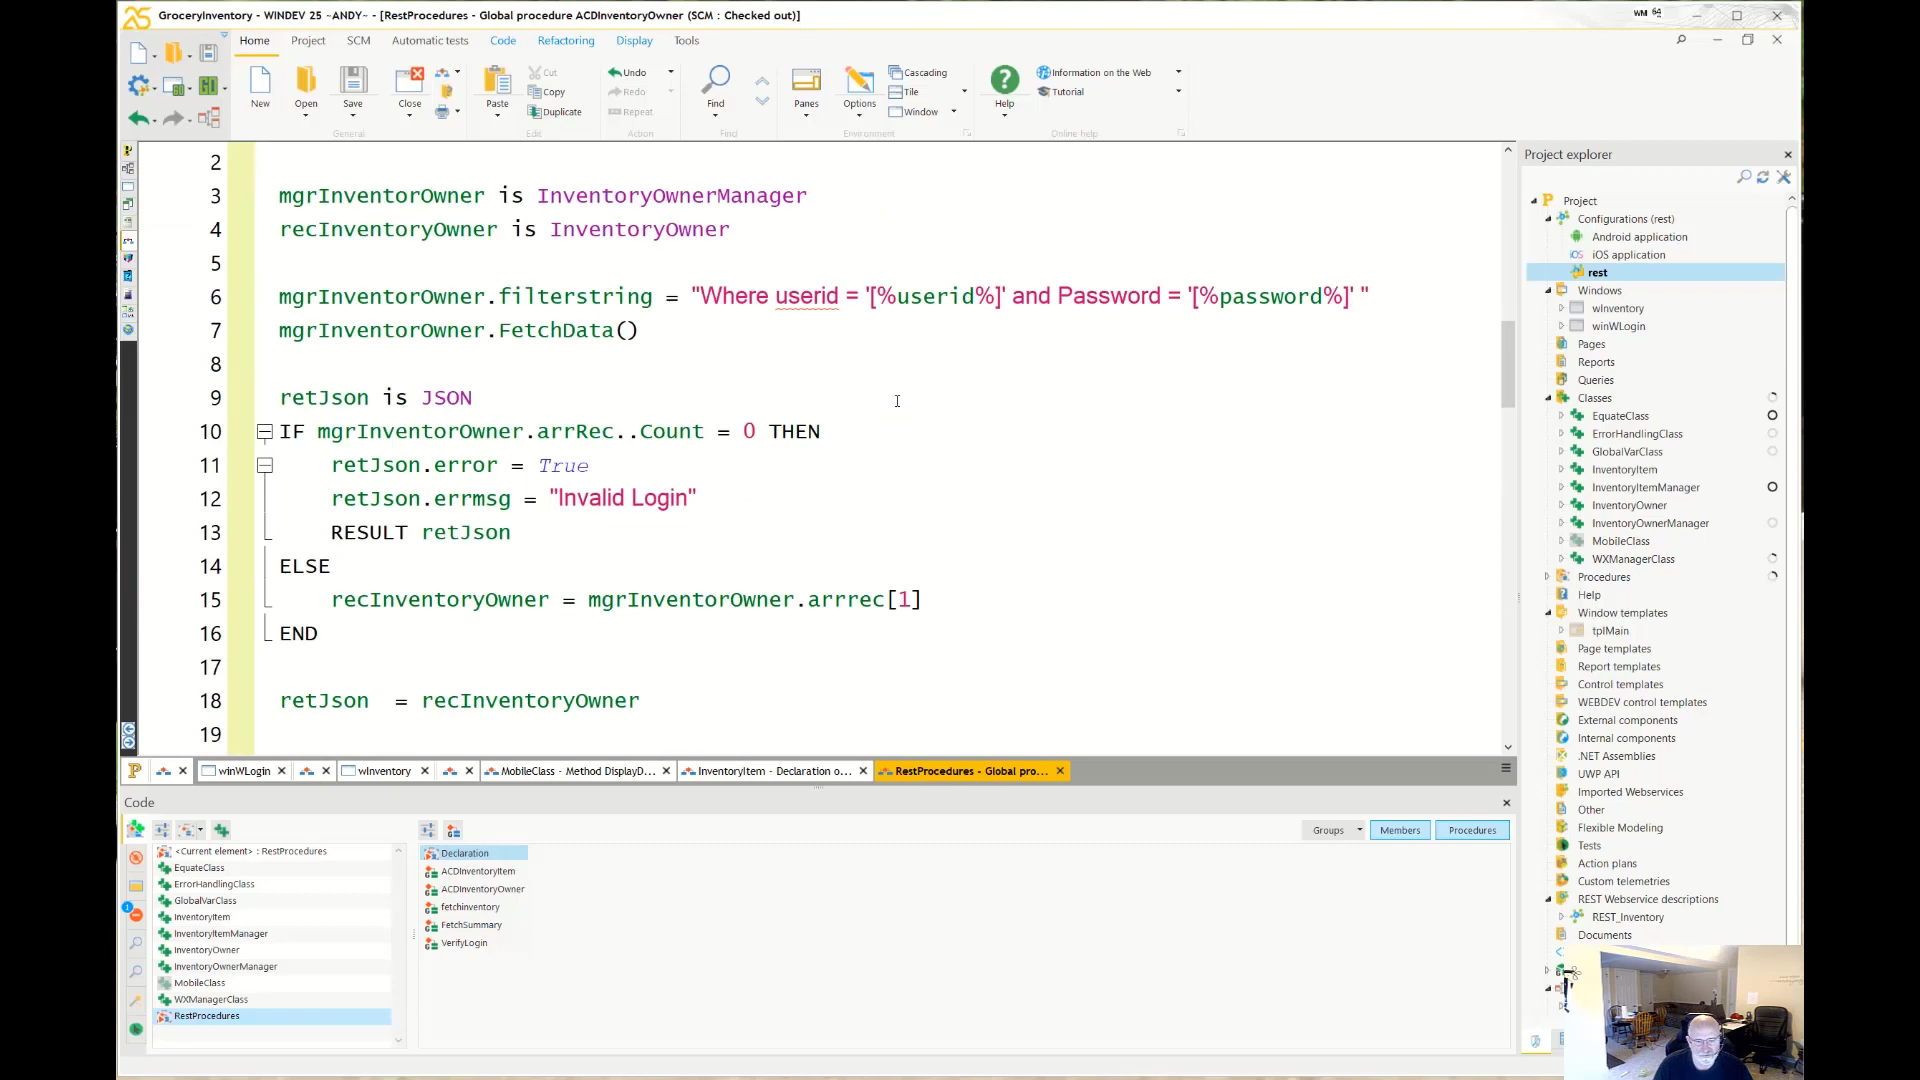 GroceryInventory - WINDEV 25 ~ANDY~ - [RestProcedures - Global procedure ACDInventoryOwner (SCM : Checked out)]
WM 64
Home Project SCM Automatic tests Code Refactoring Display Tools
New Open Save Close Paste Cut Copy Duplicate Undo Redo Repeat Find Panes Options Cascading Tile Window Help Information on the Web Tutorial
General Edit Action Find Environment Online help
2
3 mgrInventorOwner is InventoryOwnerManager
4 recInventoryOwner is InventoryOwner
5
6 mgrInventorOwner.filterstring = "Where userid = '[%userid%]' and Password = '[%password%]' "
7 mgrInventorOwner.FetchData()
8
9 retJson is JSON
10 IF mgrInventorOwner.arrRec..Count = 0 THEN
11 retJson.error = True
12 retJson.errmsg = "Invalid Login"
13 RESULT retJson
14 ELSE
15 recInventoryOwner = mgrInventorOwner.arrrec[1]
16 END
17
18 retJson = recInventoryOwner
19
winWLogin wInventory MobileClass - Method DisplayD... InventoryItem - Declaration o... RestProcedures - Global pro...
Code
Groups Members Procedures
<Current element> : RestProcedures
EquateClass
ErrorHandlingClass
GlobalVarClass
InventoryItem
InventoryItemManager
InventoryOwner
InventoryOwnerManager
MobileClass
WXManagerClass
RestProcedures
Declaration
ACDInventoryItem
ACDInventoryOwner
fetchinventory
FetchSummary
VerifyLogin
Project explorer
Project
Configurations (rest)
Android application
iOS application
rest
Windows
wInventory
winWLogin
Pages
Reports
Queries
Classes
EquateClass
ErrorHandlingClass
GlobalVarClass
InventoryItem
InventoryItemManager
InventoryOwner
InventoryOwnerManager
MobileClass
WXManagerClass
Procedures
Help
Window templates
tplMain
Page templates
Report templates
Control templates
WEBDEV control templates
External components
Internal components
.NET Assemblies
UWP API
Imported Webservices
Other
Flexible Modeling
Tests
Action plans
Custom telemetries
REST Webservice descriptions
REST_Inventory
Documents